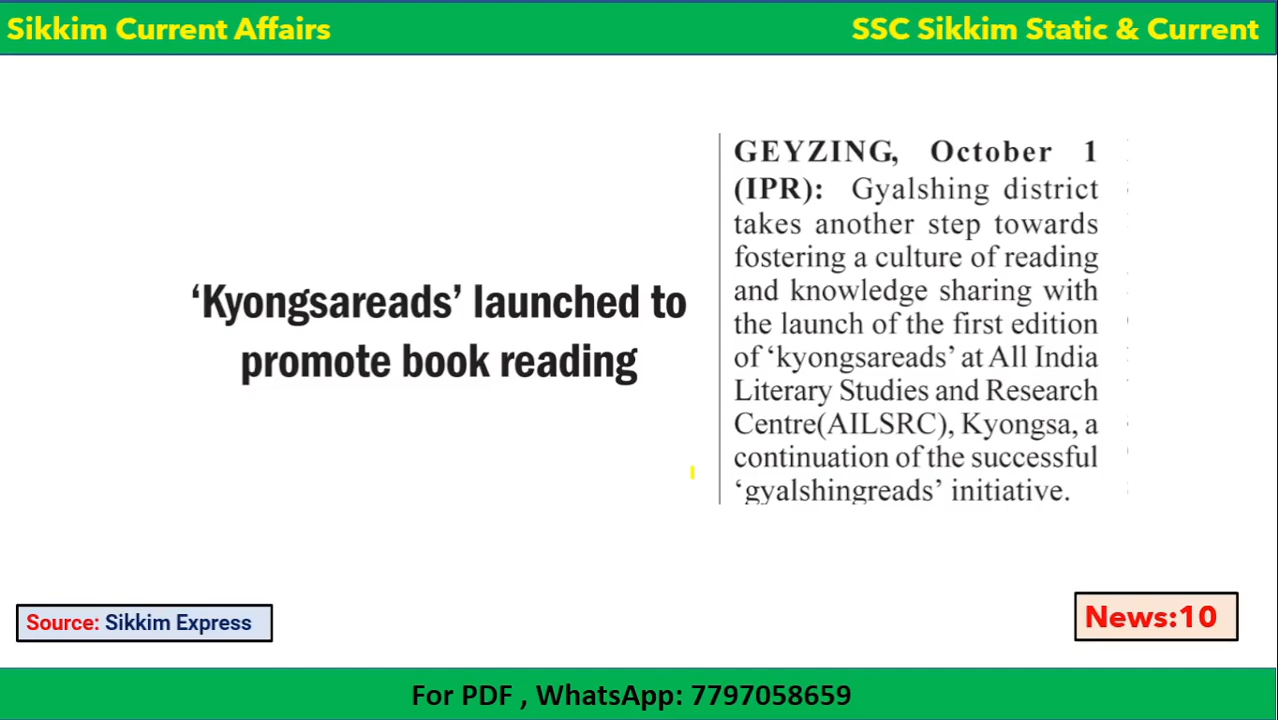 Sikkim Current Affairs
SSC Sikkim Static & Current
‘Kyongsareads’ launched to
promote book reading
GEYZING, October 1
(IPR): Gyalshing district
takes another step towards
fostering a culture of reading
and knowledge sharing with
the launch of the first edition
of ‘kyongsareads’ at All India
Literary Studies and Research
Centre(AILSRC), Kyongsa, a
continuation of the successful
‘gyalshingreads’ initiative.
Source: Sikkim Express
News:10
For PDF , WhatsApp: 7797058659